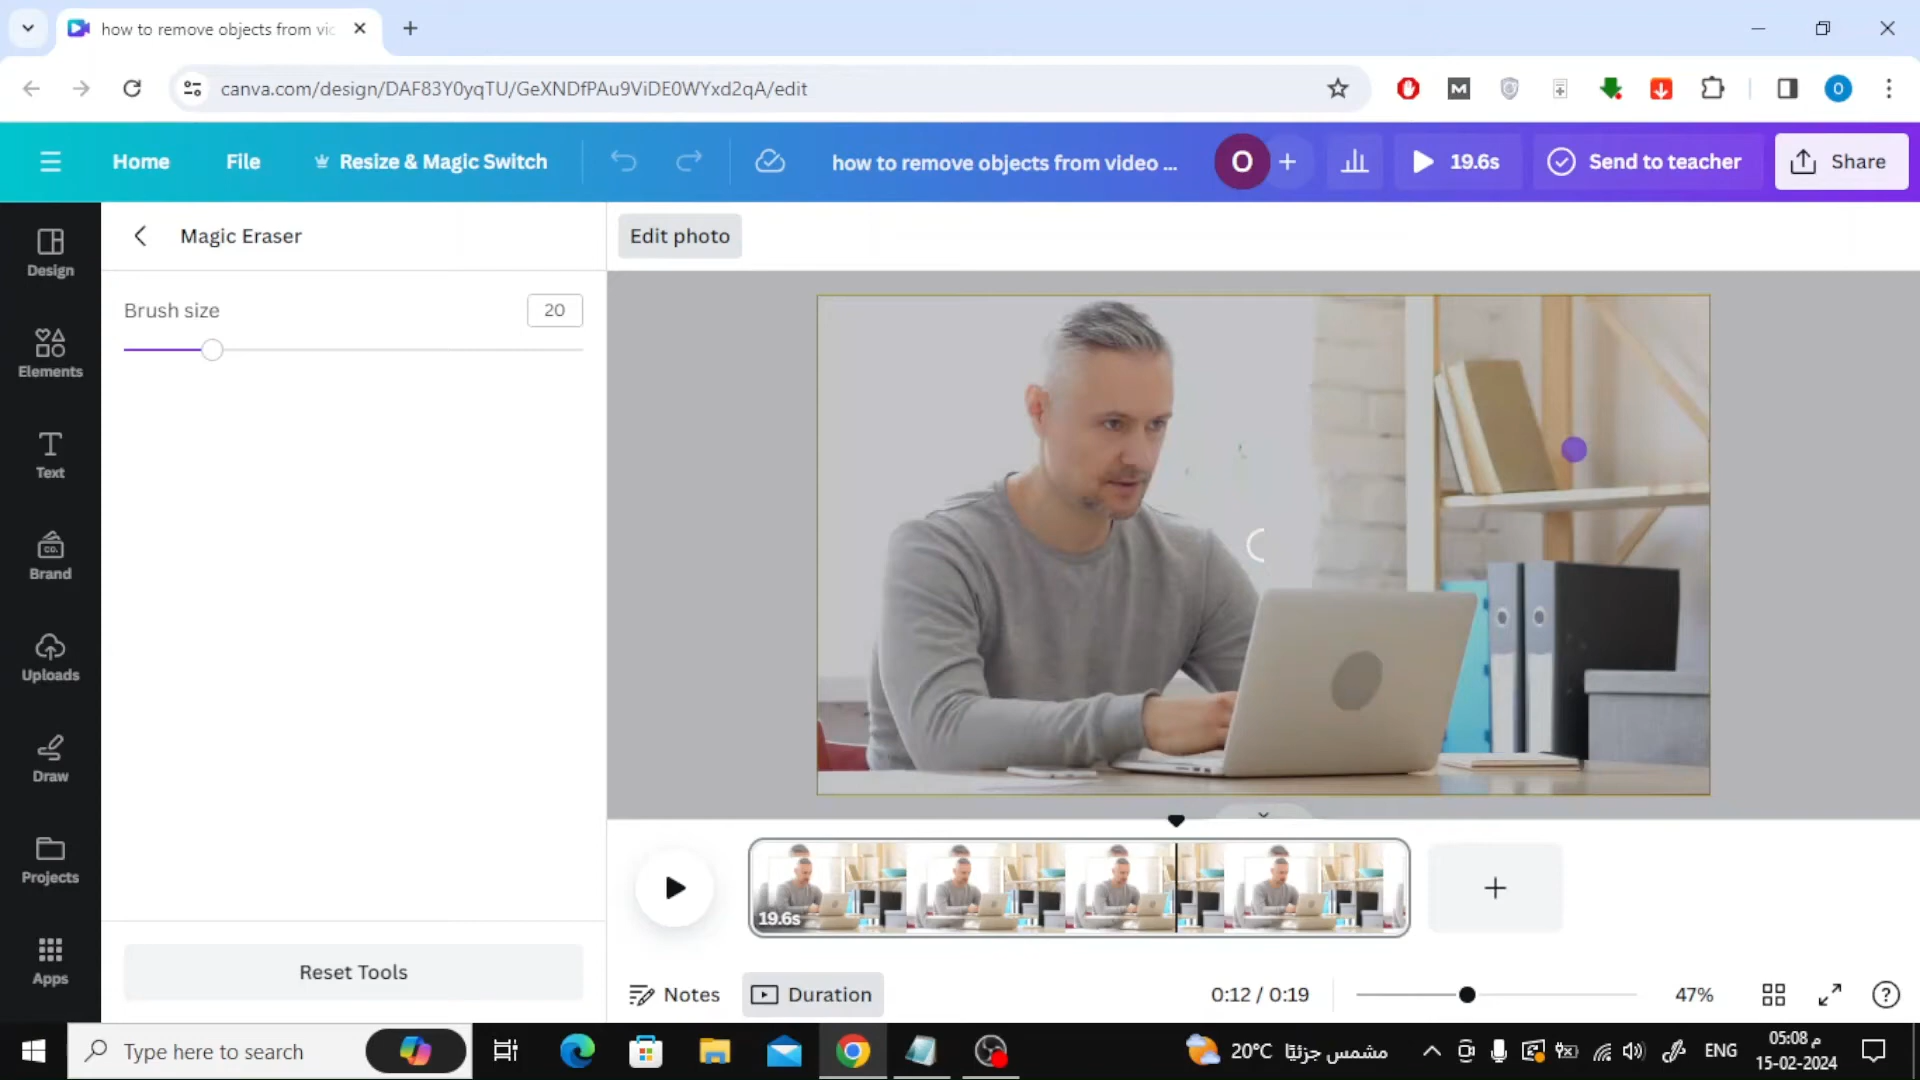 how to remove objects from vic
canva.com/design/DAF83Y0yqTU/GeXNDfPAu9ViDE0WYxd2qA/edit
O
Home
File
Resize & Magic Switch
how to remove objects from video ...
O
19.6s
Send to teacher
Share
Design
Elements
Text
Brand
Uploads
Draw
Projects
Apps
Magic Eraser
Edit photo
Brush size
20
Reset Tools
19.6s
Notes
Duration
0:12 / 0:19
47%
Type here to search
20°C مشمس جزئيًا
ENG
05:08 م
15-02-2024